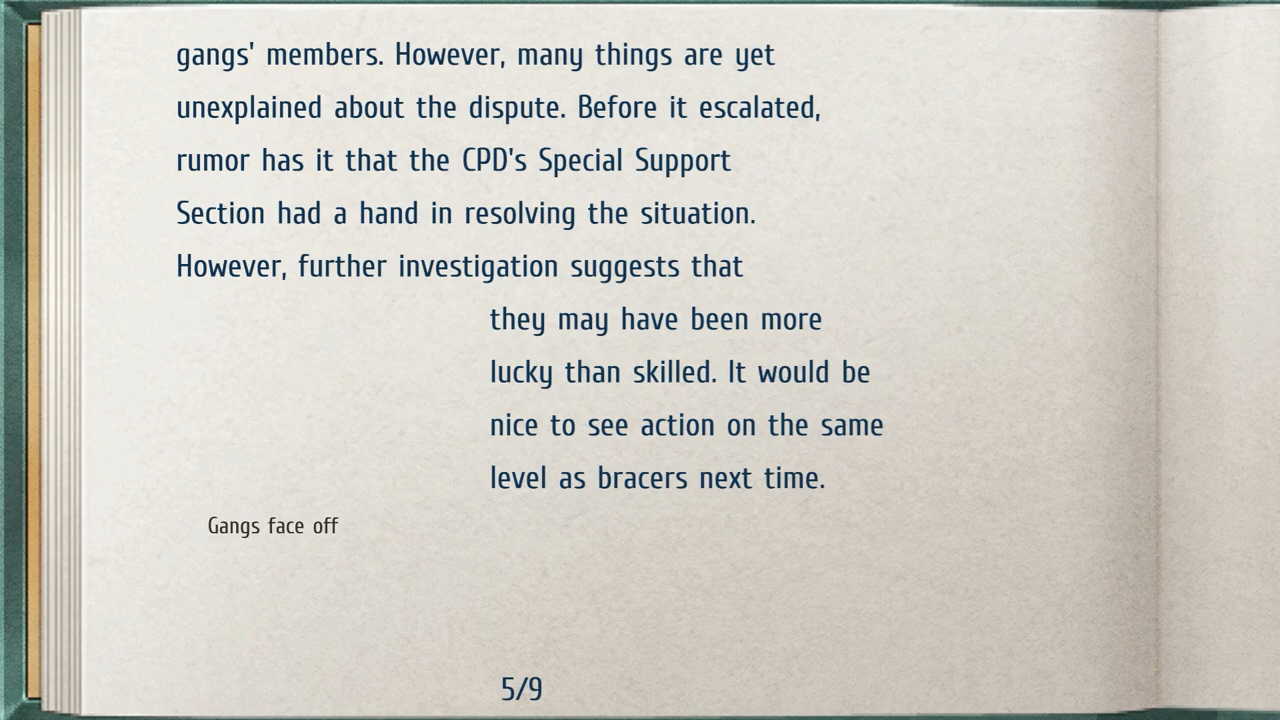 gangs' members. However, many things are yet
unexplained about the dispute. Before it escalated,
rumor has it that the CPD's Special Support
Section had a hand in resolving the situation.
However, further investigation suggests that
they may have been more
lucky than skilled. It would be
nice to see action on the same
level as bracers next time.
Gangs face off
5/9